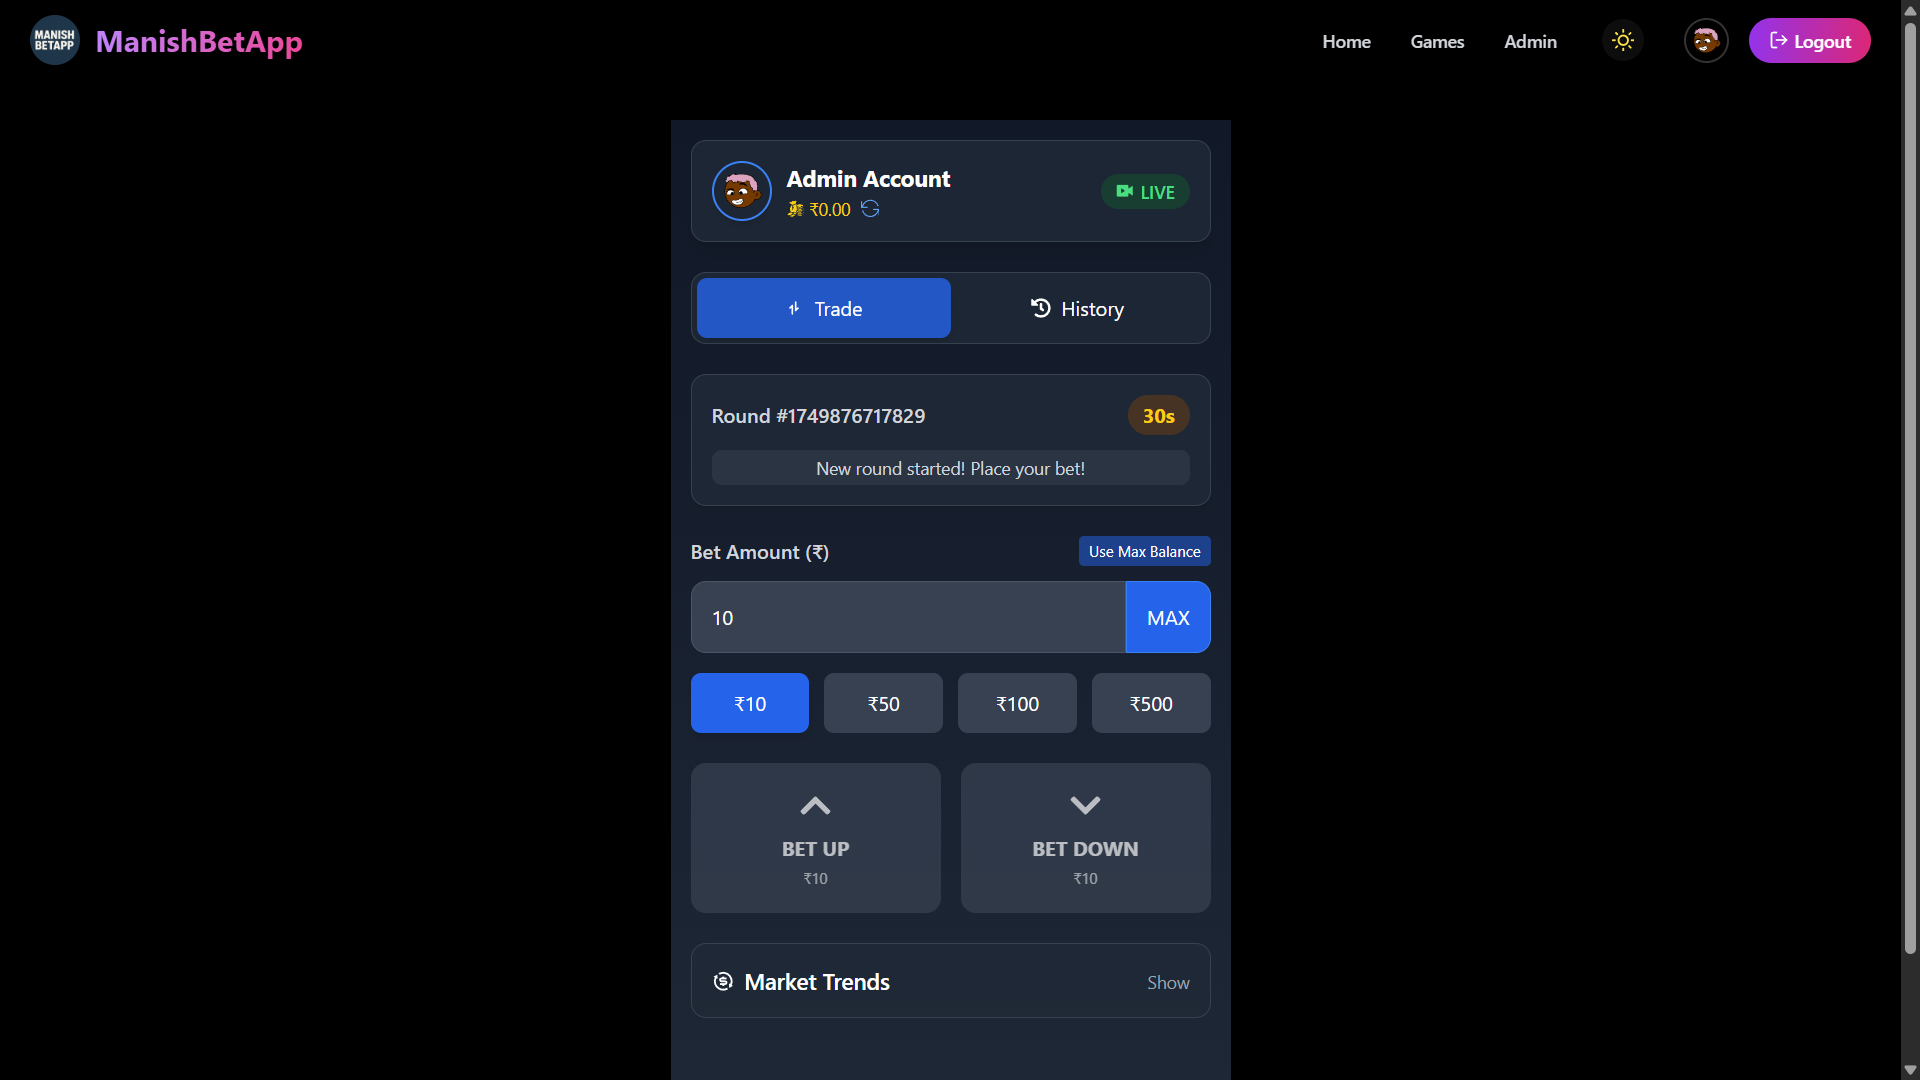 MANISH
BETAPP
ManishBetApp
Home
Games
Admin
Logout
Admin Account
₹0.00
LIVE
Trade
History
Round #1749876717829
30s
New round started! Place your bet!
Bet Amount (₹)
Use Max Balance
10
MAX
₹10
₹50
₹100
₹500
BET UP
₹10
BET DOWN
₹10
Market Trends
Show